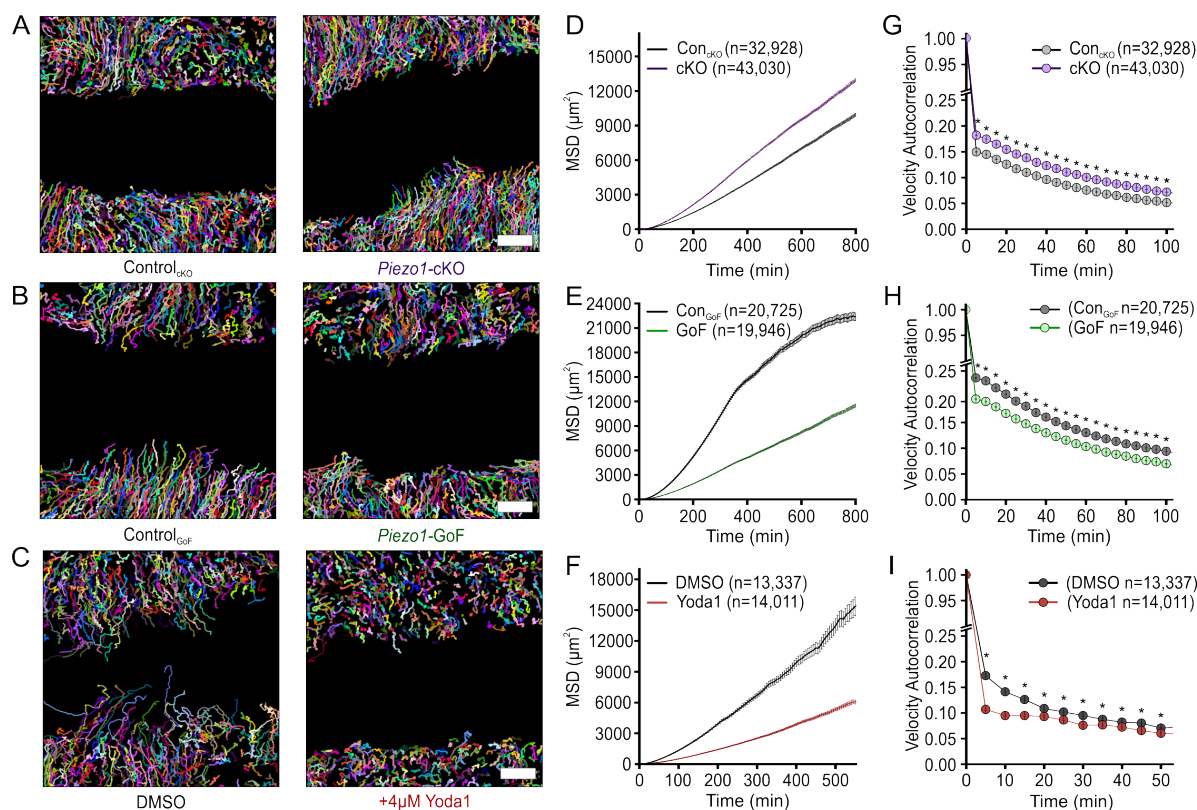 A
Control_cKO
Piezo1-cKO
B
Control_GoF
Piezo1-GoF
C
DMSO
+4µM Yoda1
D
Con_cKO (n=32,928)
cKO (n=43,030)
MSD (µm²)
15000
12000
9000
6000
3000
0
0 200 400 600 800
Time (min)
E
Con_GoF (n=20,725)
GoF (n=19,946)
MSD (µm²)
24000
21000
18000
15000
12000
9000
6000
3000
0
0 200 400 600 800
Time (min)
F
DMSO (n=13,337)
Yoda1 (n=14,011)
MSD (µm²)
18000
15000
12000
9000
6000
3000
0
0 100 200 300 400 500
Time (min)
G
Con_cKO (n=32,928)
cKO (n=43,030)
Velocity Autocorrelation
1.00
0.95
0.25
0.20
0.15
0.10
0.05
0.00
* * * * * * * * * * * * * * * * * * * *
0 20 40 60 80 100
Time (min)
H
(Con_GoF n=20,725)
(GoF n=19,946)
Velocity Autocorrelation
1.00
0.95
0.25
0.20
0.15
0.10
0.05
0.00
* * * * * * * * * * * * * * * * * * * *
0 20 40 60 80 100
Time (min)
I
(DMSO n=13,337)
(Yoda1 n=14,011)
Velocity Autocorrelation
1.00
0.95
0.20
0.15
0.10
0.05
0.00
* * * * * * * * * *
0 10 20 30 40 50
Time (min)